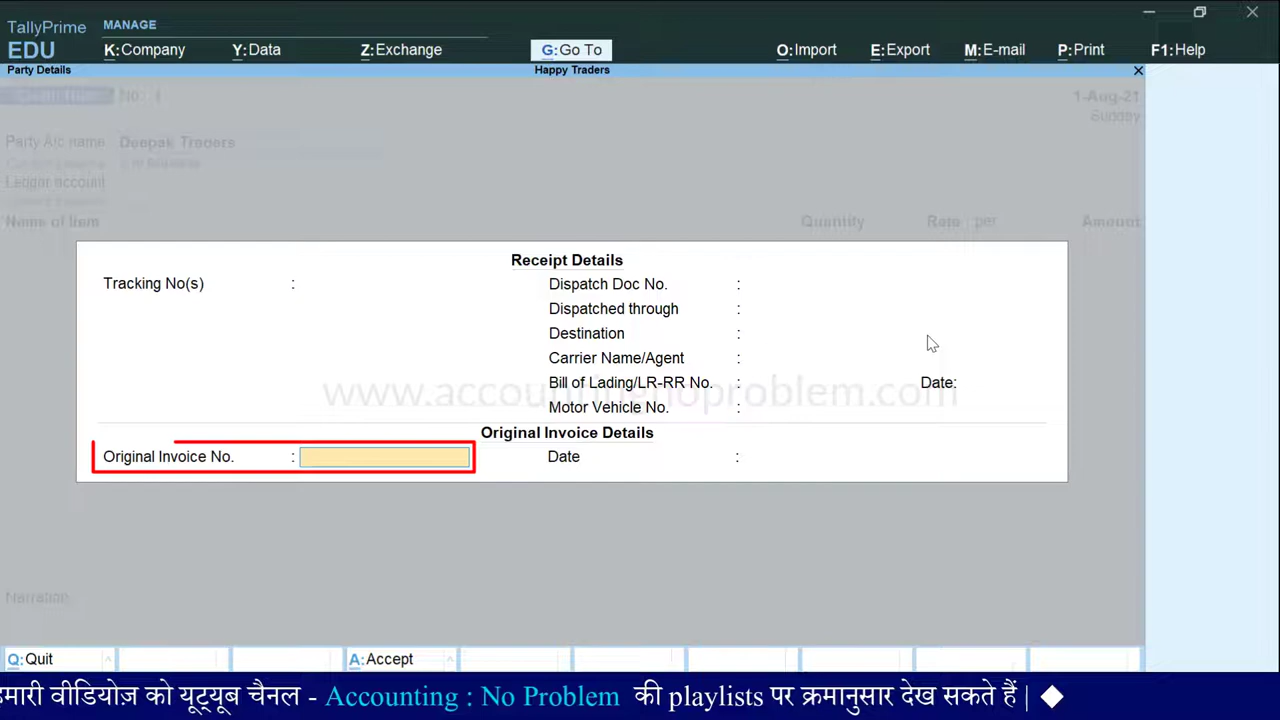 TallyPrime
EDU
MANAGE
K:Company Y:Data Z:Exchange G:Go To O:Import E:Export M:E-mail P:Print F1:Help
Party Details Happy Traders
No. 1-Aug-21
Sunday
Party A/c name Deepak Traders
Ledger account
Name of Item Quantity Rate per Amount
Receipt Details
Tracking No(s) : Dispatch Doc No. :
Dispatched through :
Destination :
Carrier Name/Agent :
Bill of Lading/LR-RR No. : Date:
www.accountingnoproblem.com
Motor Vehicle No. :
Original Invoice Details
Original Invoice No. : Date :
Narration:
Q:Quit A:Accept
हमारी वीडियोज़ को यूट्यूब चैनल - Accounting : No Problem की playlists पर क्रमानुसार देख सकते हैं | ◆